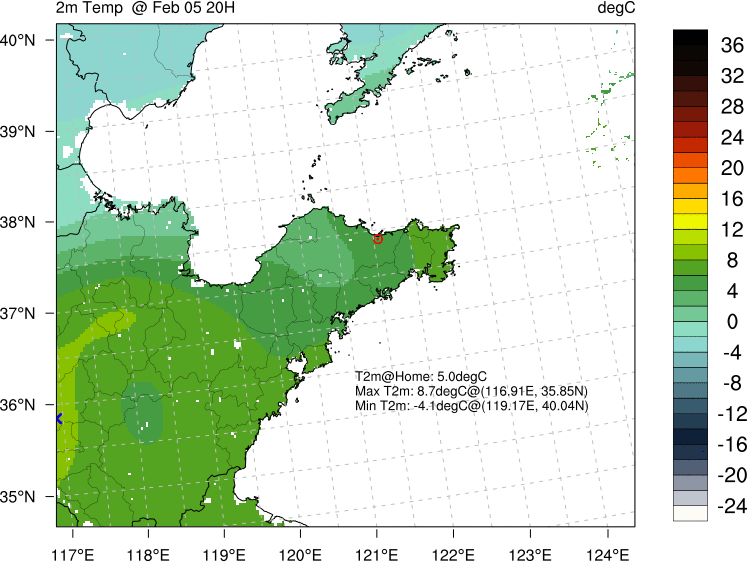 2m Temp @ Feb 05 20H
degC
40°N
39°N
38°N
37°N
36°N
35°N
T2m@Home: 5.0degC
Max T2m: 8.7degC@(116.91E, 35.85N)
Min T2m: -4.1degC@(119.17E, 40.04N)
117°E
118°E
119°E
120°E
121°E
122°E
123°E
124°E
36
32
28
24
20
16
12
8
4
0
-4
-8
-12
-16
-20
-24